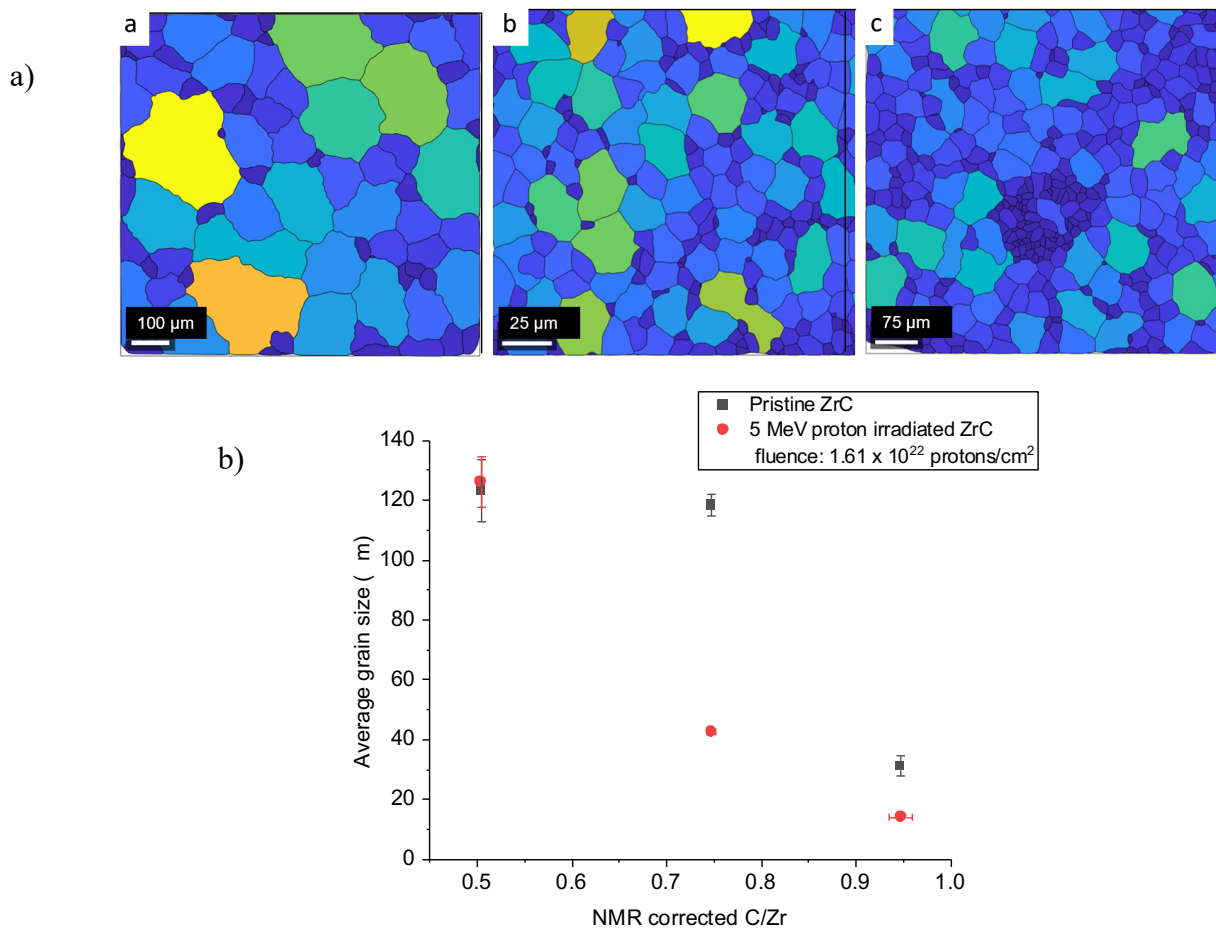 a)
a
b
c
100 µm
25 µm
75 µm
b)
Pristine ZrC
5 MeV proton irradiated ZrC
fluence: 1.61 x 10²² protons/cm²
Average grain size ( m)
140
120
100
80
60
40
20
0
0.5
0.6
0.7
0.8
0.9
1.0
NMR corrected C/Zr